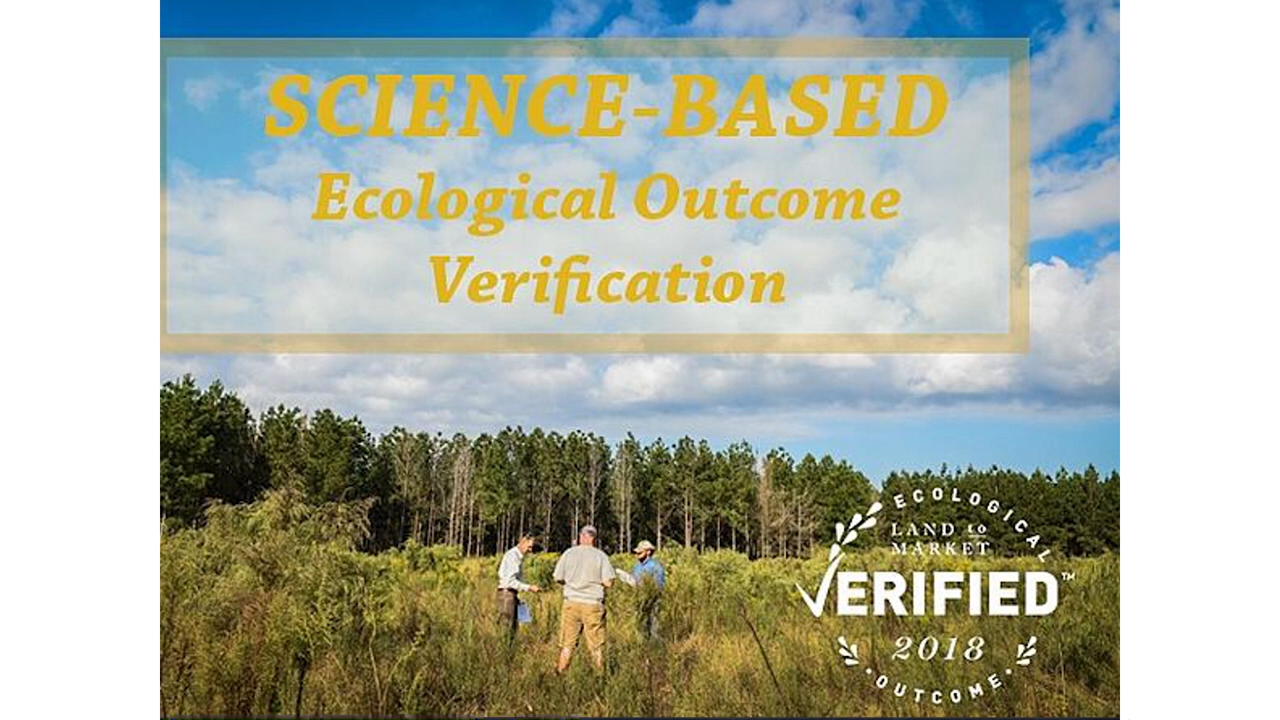 SCIENCE-BASED
Ecological Outcome
Verification
ECOLOGICAL
LAND to
MARKET
VERIFIED™
2018
OUTCOME